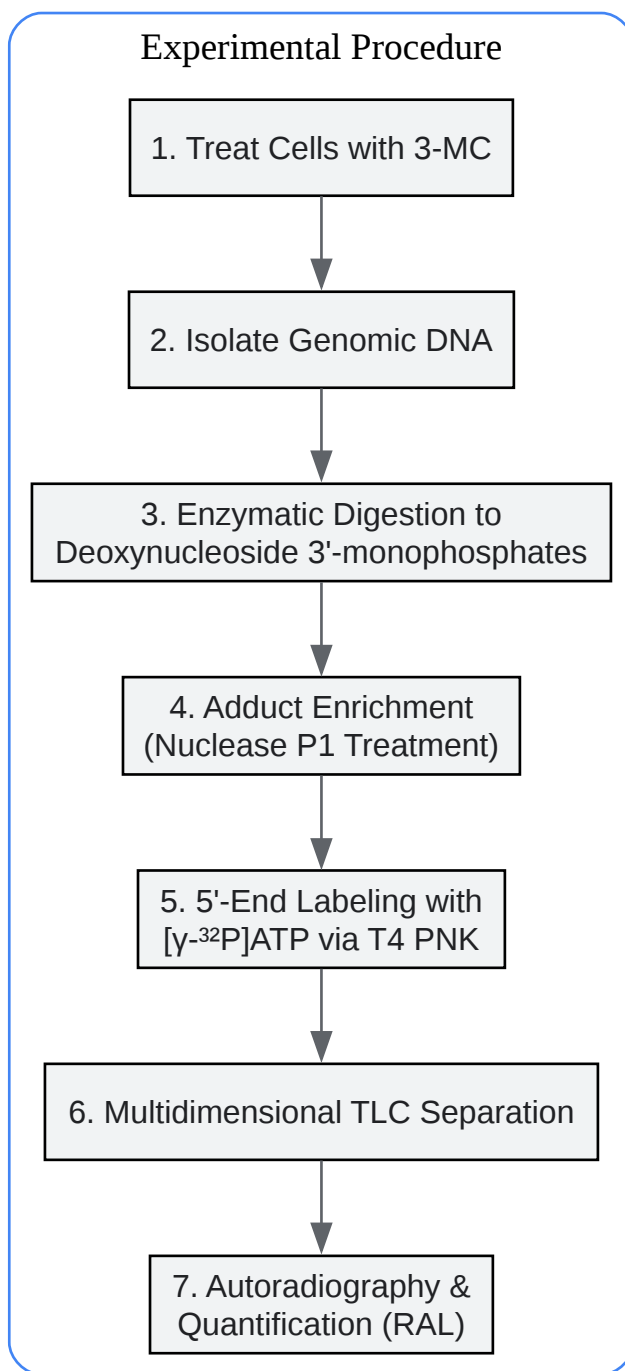 Experimental Procedure
1. Treat Cells with 3-MC
2. Isolate Genomic DNA
3. Enzymatic Digestion to
Deoxynucleoside 3'-monophosphates
4. Adduct Enrichment
(Nuclease P1 Treatment)
5. 5'-End Labeling with
[γ-³²P]ATP via T4 PNK
6. Multidimensional TLC Separation
7. Autoradiography &
Quantification (RAL)